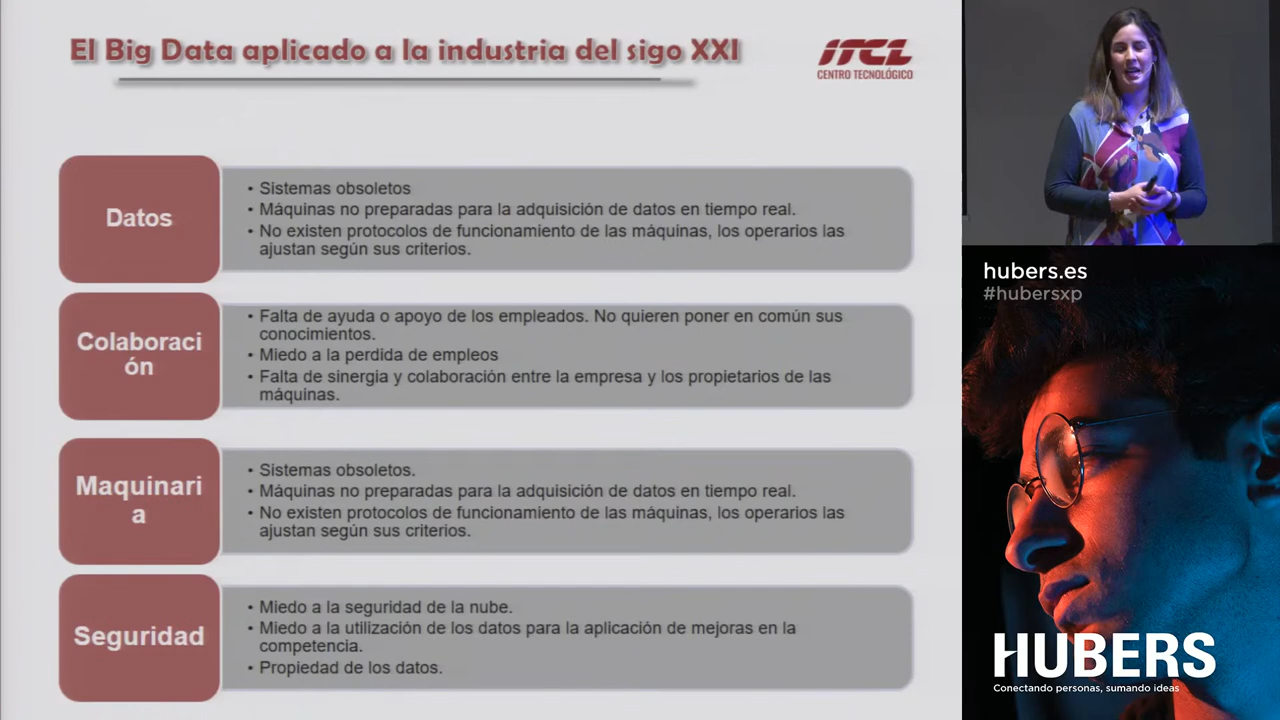 El Big Data aplicado a la industria del sigo XXI
ITCL
CENTRO TECNOLÓGICO
Datos
• Sistemas obsoletos
• Máquinas no preparadas para la adquisición de datos en tiempo real.
• No existen protocolos de funcionamiento de las máquinas, los operarios las
ajustan según sus criterios.
Colaboraci
ón
• Falta de ayuda o apoyo de los empleados. No quieren poner en común sus
conocimientos.
• Miedo a la perdida de empleos
• Falta de sinergia y colaboración entre la empresa y los propietarios de las
máquinas.
Maquinari
a
• Sistemas obsoletos.
• Máquinas no preparadas para la adquisición de datos en tiempo real.
• No existen protocolos de funcionamiento de las máquinas, los operarios las
ajustan según sus criterios.
Seguridad
• Miedo a la seguridad de la nube.
• Miedo a la utilización de los datos para la aplicación de mejoras en la
competencia.
• Propiedad de los datos.
hubers.es
#hubersxp
HUBERS
Conectando personas, sumando ideas